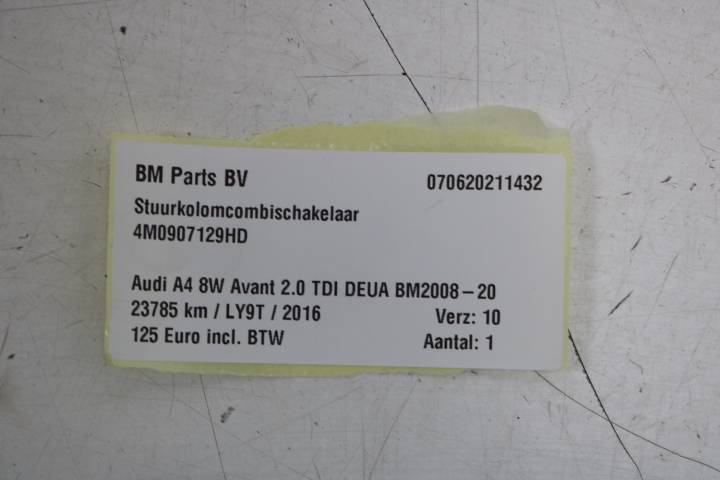 BM Parts BV 070620211432
Stuurkolomcombischakelaar
4M0907129HD
Audi A4 8W Avant 2.0 TDI DEUA BM2008-20
23785 km / LY9T / 2016 Verz: 10
125 Euro incl. BTW Aantal: 1